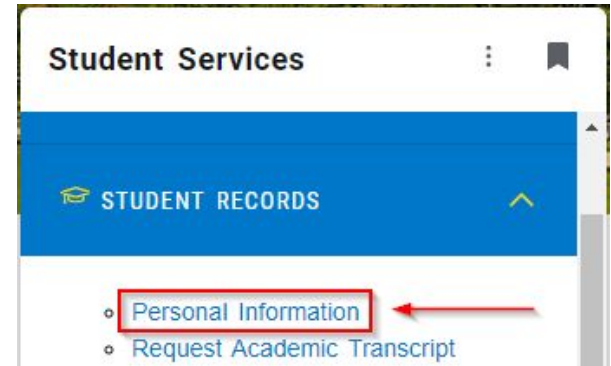 Student Services
STUDENT RECORDS
Personal Information
Request Academic Transcript